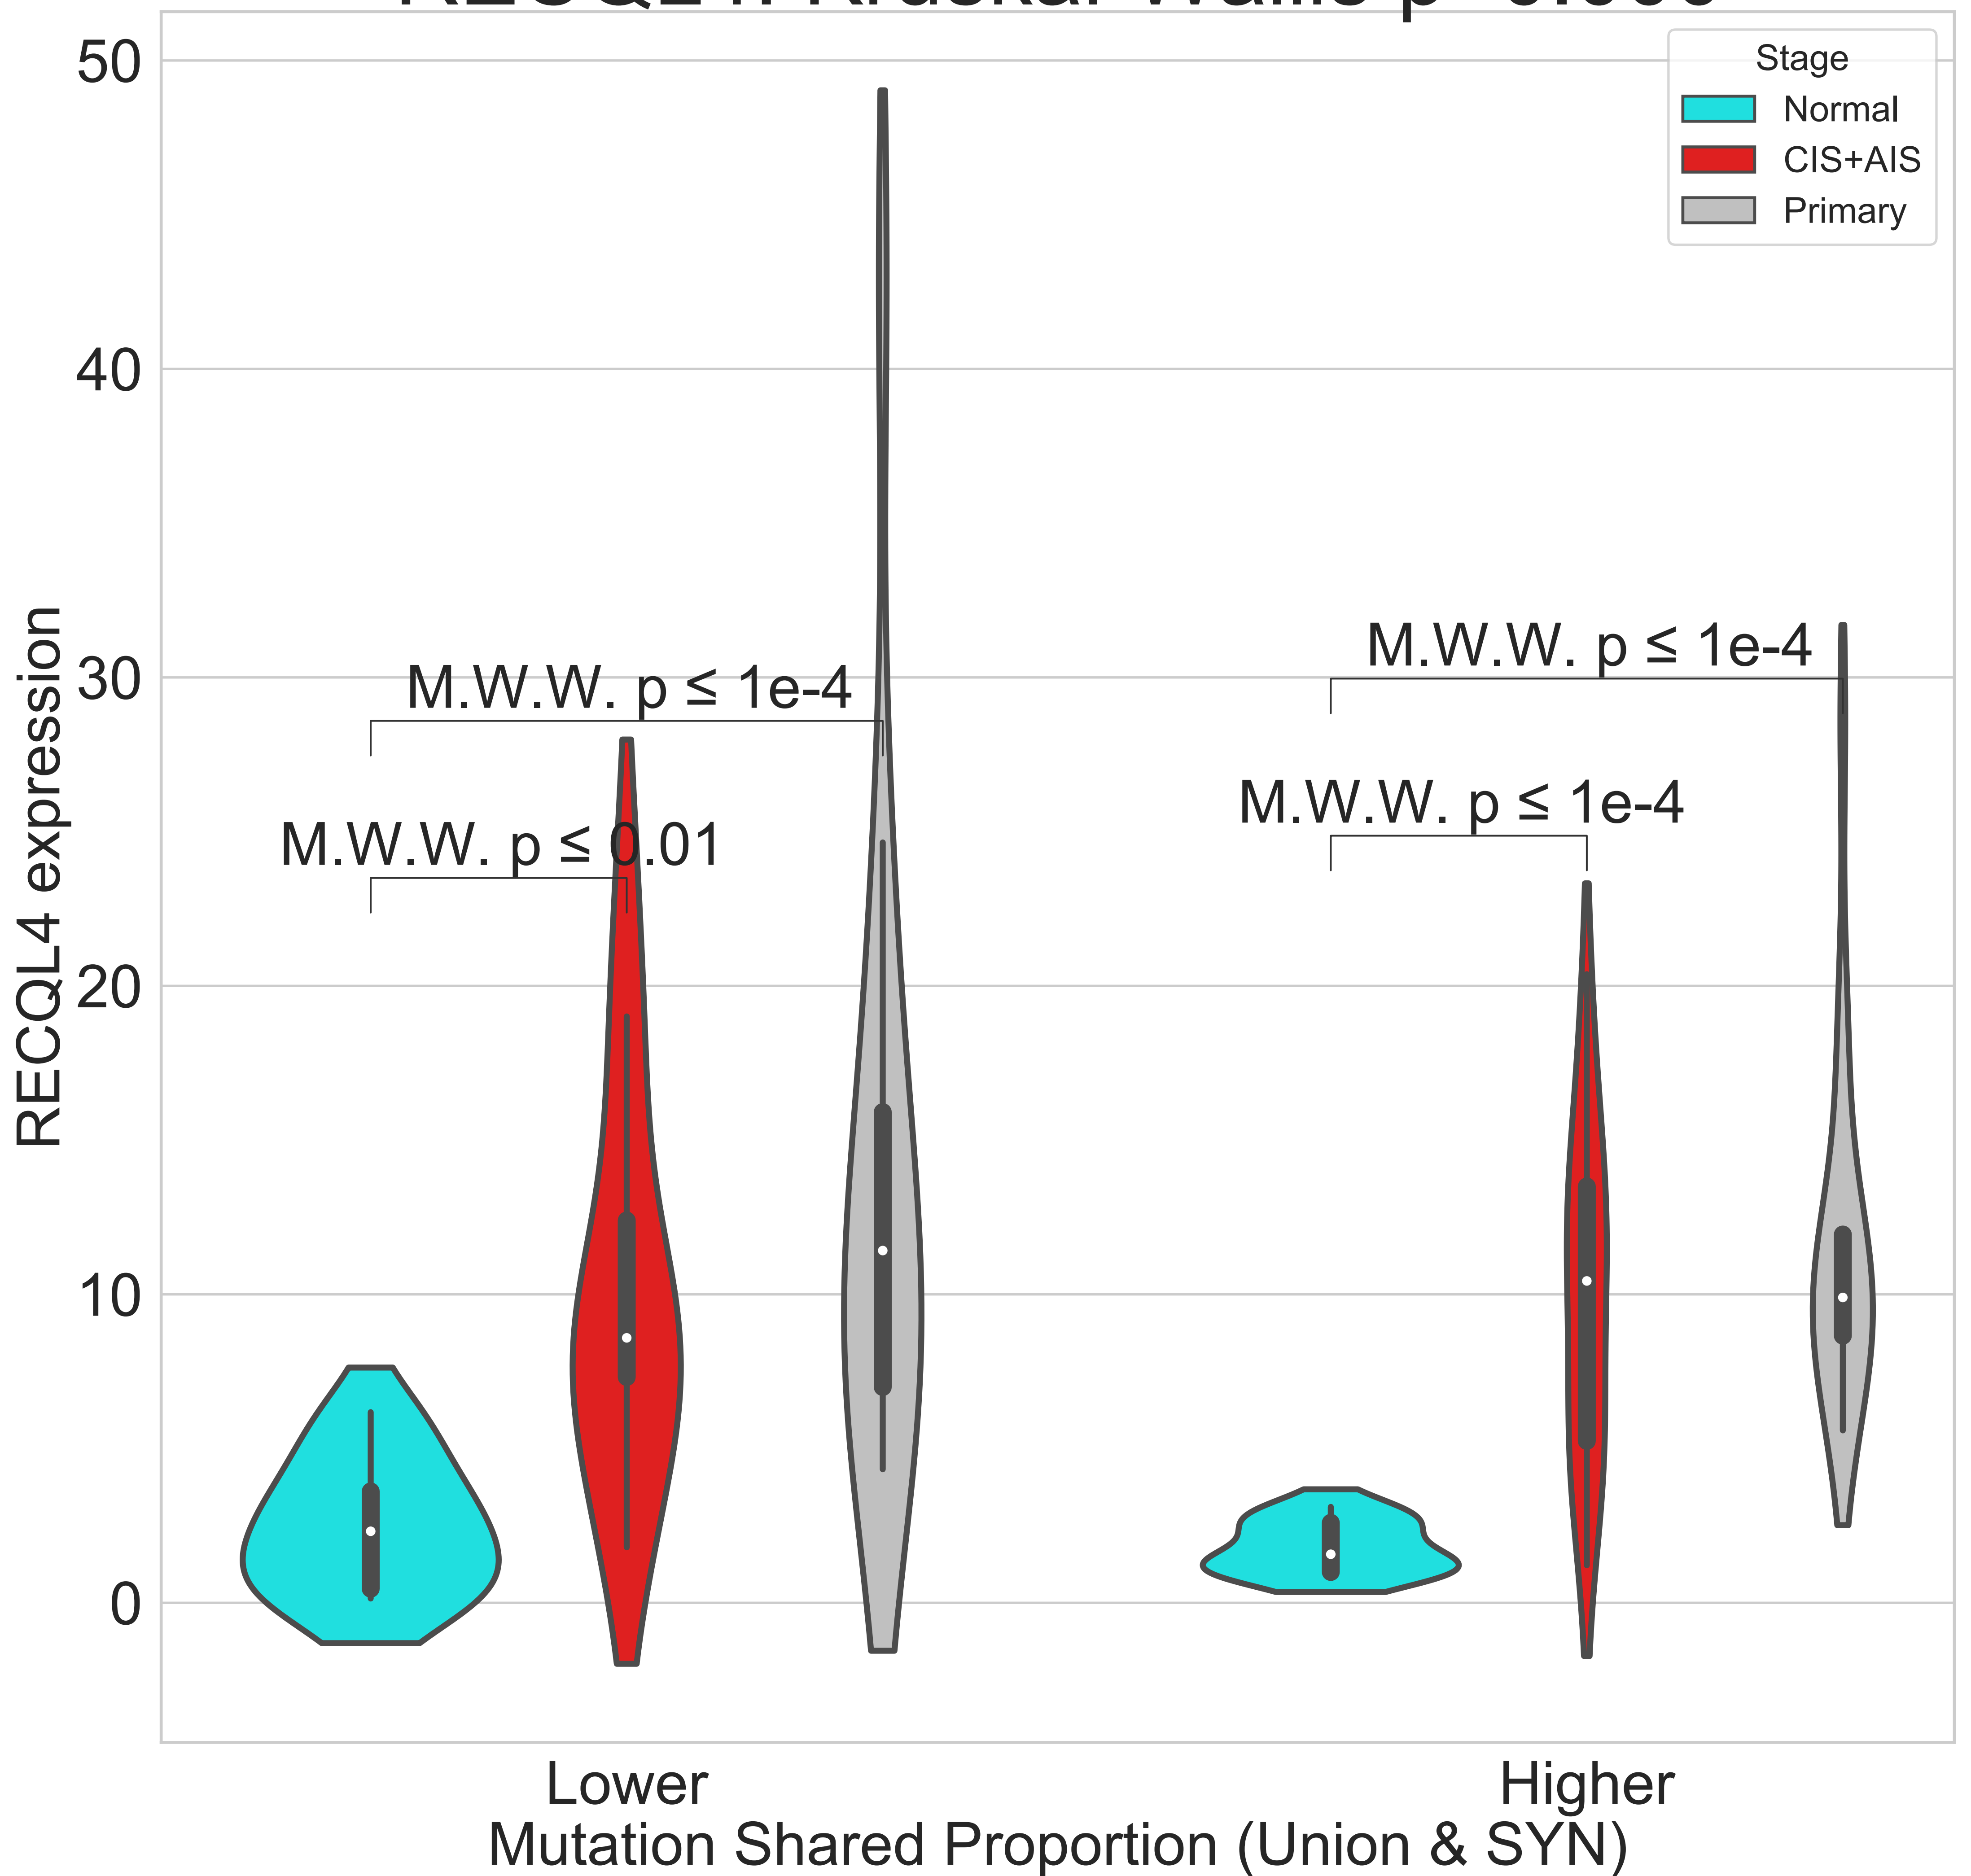 50
Stage
Normal
CIS+AIS
Primary
40
30
20
10
0
RECQL4 expression
M.W.W. p ≤ 1e-4
M.W.W. p ≤ 0.01
M.W.W. p ≤ 1e-4
M.W.W. p ≤ 1e-4
Lower
Higher
Mutation Shared Proportion (Union & SYN)